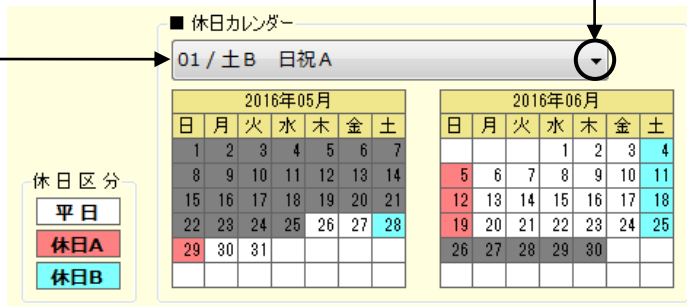 ■ 休日カレンダー
01 / 土B 日祝A
2016年05月
日 月 火 水 木 金 土
1 2 3 4 5 6 7
8 9 10 11 12 13 14
15 16 17 18 19 20 21
22 23 24 25 26 27 28
29 30 31
2016年06月
日 月 火 水 木 金 土
1 2 3 4
5 6 7 8 9 10 11
12 13 14 15 16 17 18
19 20 21 22 23 24 25
26 27 28 29 30
休日区分
平日
休日A
休日B